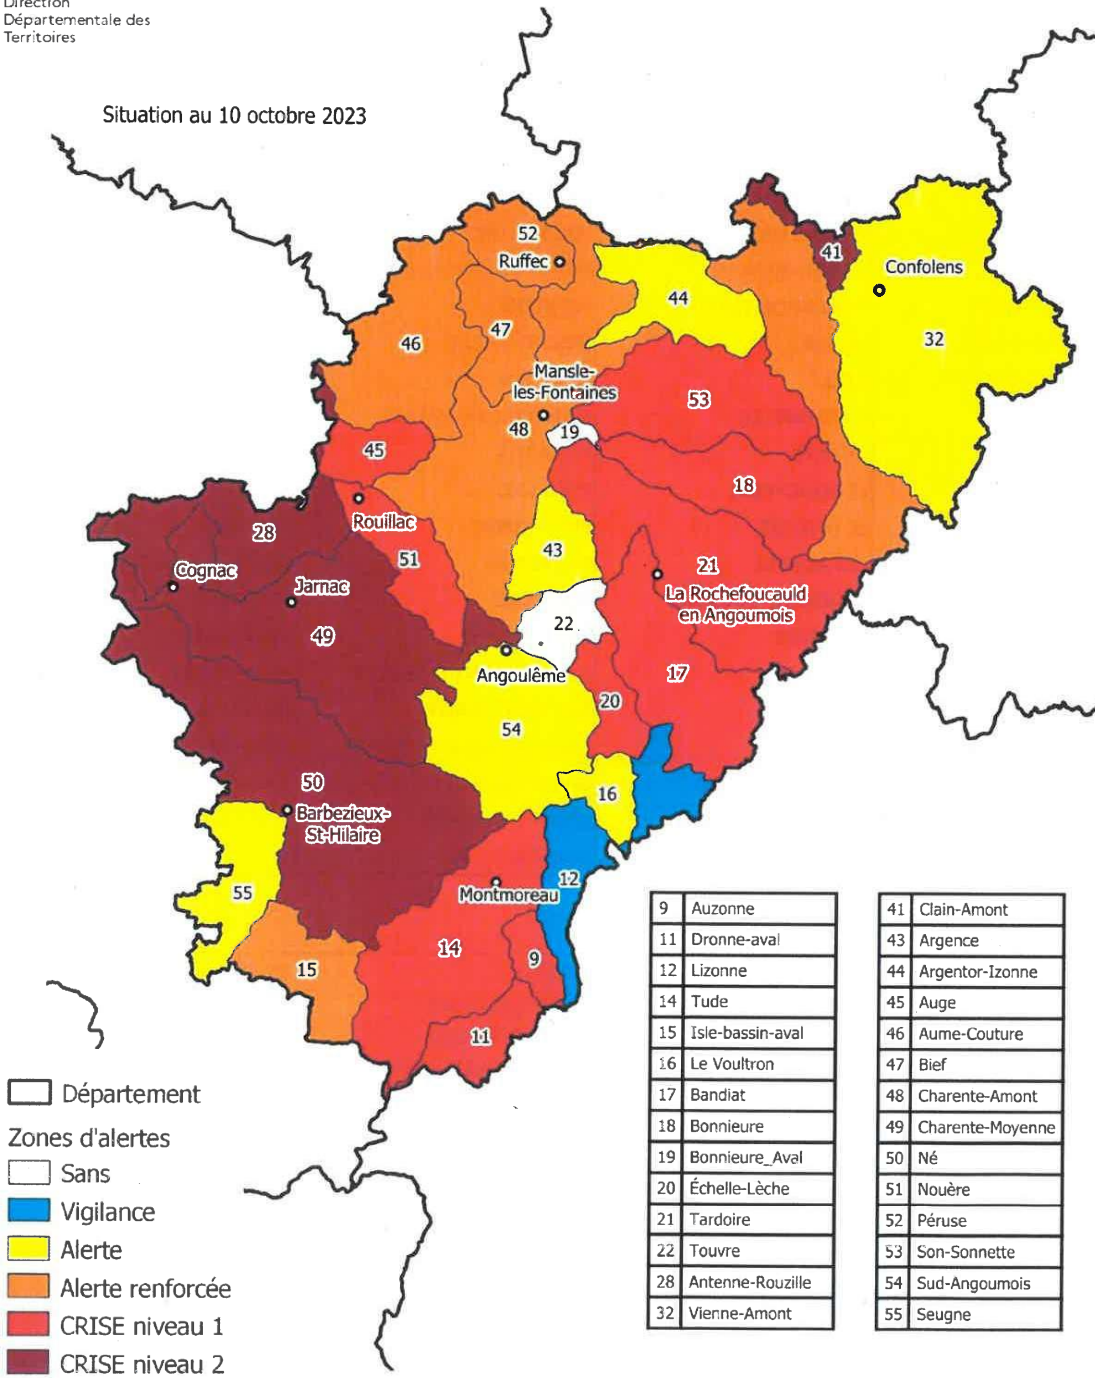 Direction
Départementale des
Territoires
Situation au 10 octobre 2023
52
Ruffec
41
Confolens
44
47
46
32
Mansle-
les-Fontaines
53
48
19
45
18
Rouillac
28
43
51
21
Cognac
Jarnac
La Rochefoucauld
en Angoumois
22
49
Angoulême
17
20
54
50
16
Barbezieux-
St-Hilaire
55
Montmoreau
12
14
9
15
11
9 Auzonne
11 Dronne-aval
12 Lizonne
14 Tude
15 Isle-bassin-aval
16 Le Voultron
17 Bandiat
18 Bonnieure
19 Bonnieure_Aval
20 Échelle-Lèche
21 Tardoire
22 Touvre
28 Antenne-Rouzille
32 Vienne-Amont
41 Clain-Amont
43 Argence
44 Argentor-Izonne
45 Auge
46 Aume-Couture
47 Bief
48 Charente-Amont
49 Charente-Moyenne
50 Né
51 Nouère
52 Péruse
53 Son-Sonnette
54 Sud-Angoumois
55 Seugne
Département
Zones d'alertes
Sans
Vigilance
Alerte
Alerte renforcée
CRISE niveau 1
CRISE niveau 2